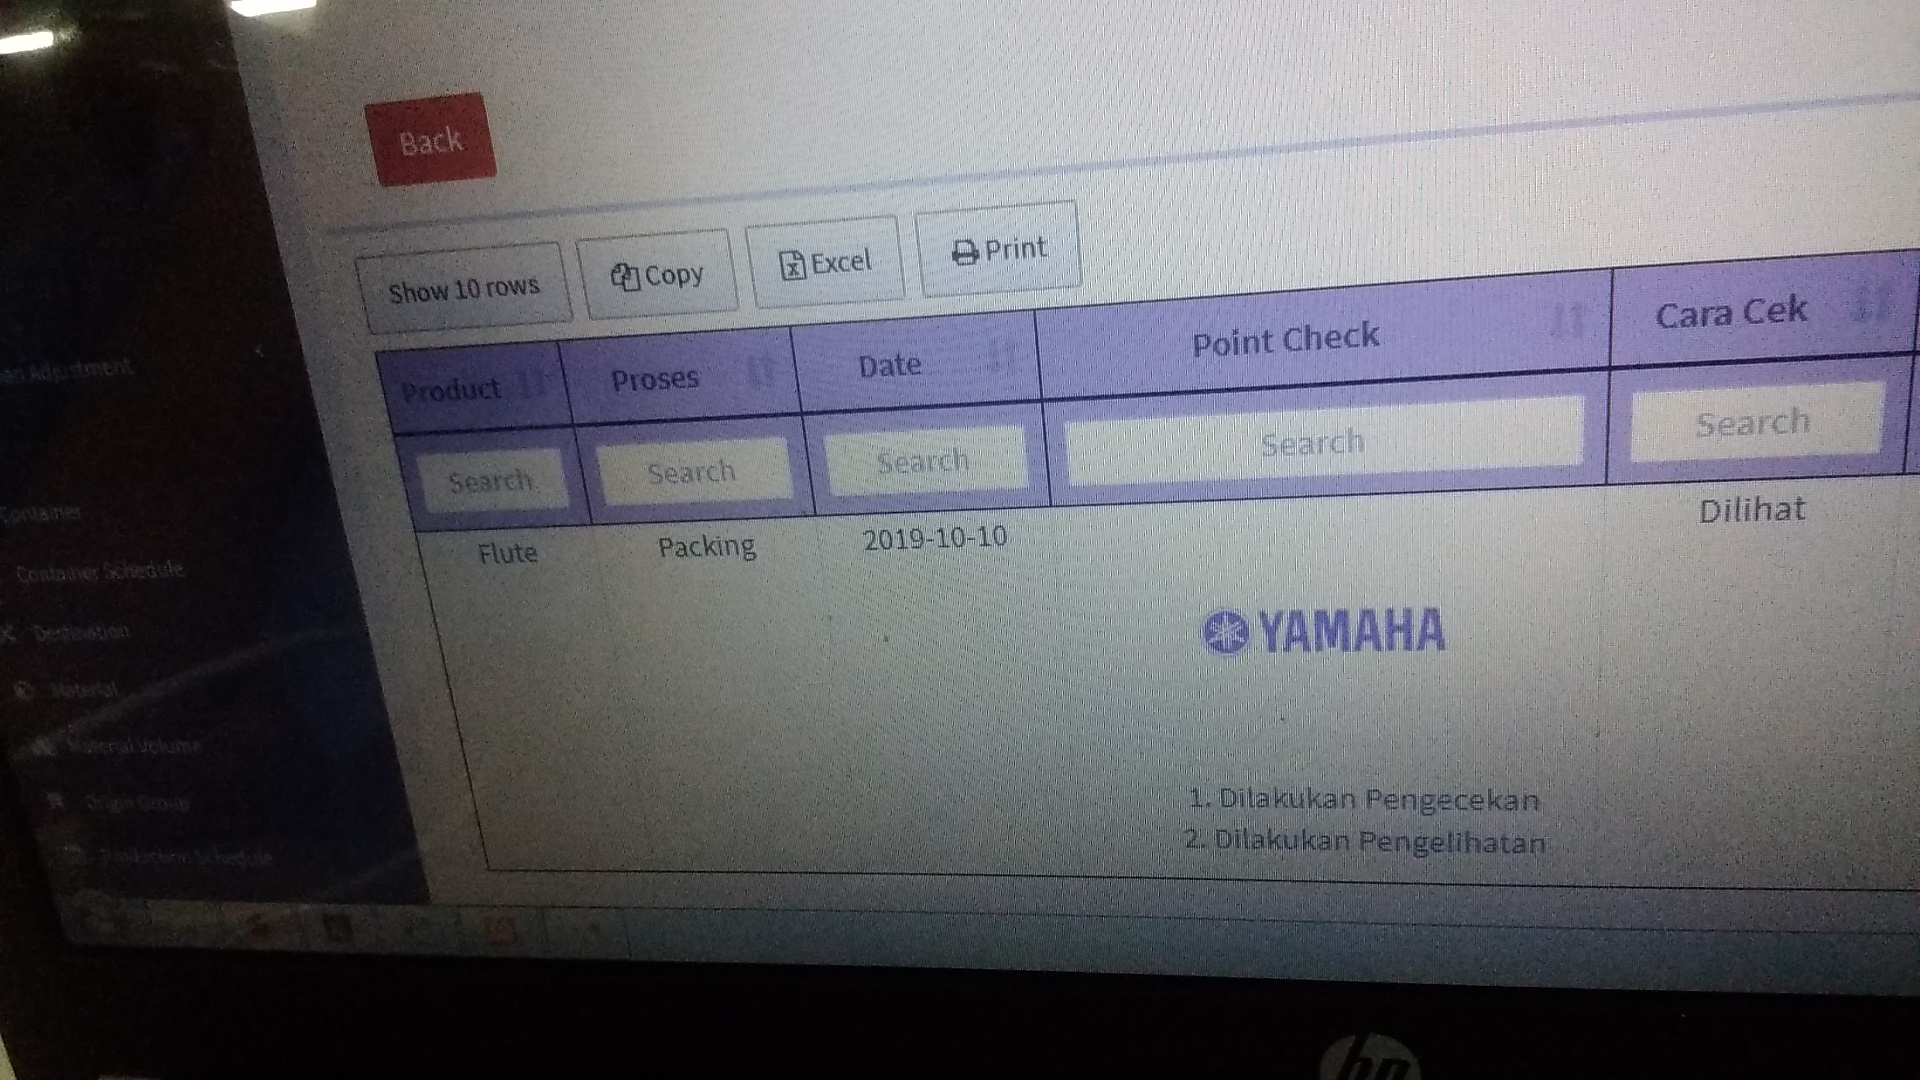 Back
Show 10 rows
Copy
Excel
Print
Product Proses Date Point Check Cara Cek
Search Search Search Search Search
Flute Packing 2019-10-10 Dilihat
YAMAHA
1. Dilakukan Pengecekan
2. Dilakukan Pengelihatan
an Adjustment
Container
Container Schedule
Destination
Material
Material Volume
Origin Group
Production Schedule
hp